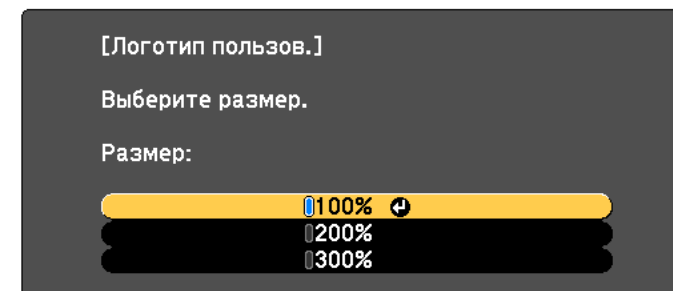 [Логотип пользов.]
Выберите размер.
Размер:
100%
200%
300%